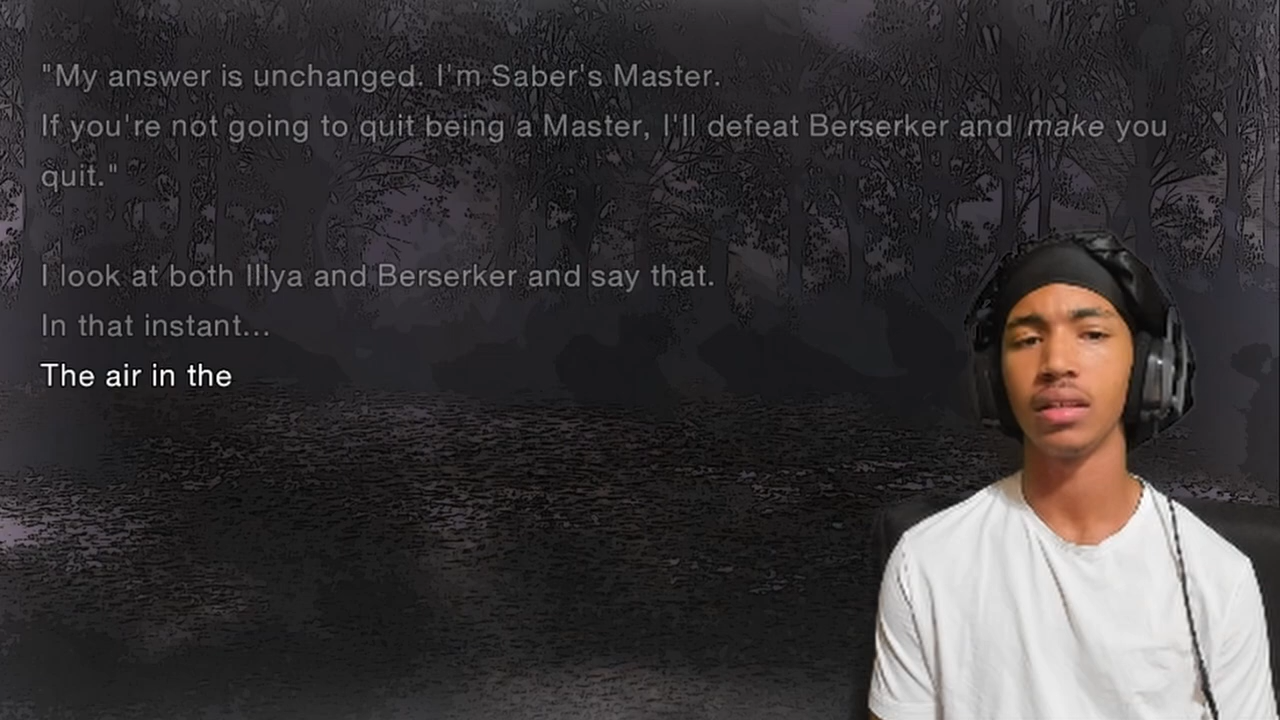 "My answer is unchanged. I'm Saber's Master.
If you're not going to quit being a Master, I'll defeat Berserker and make you
quit."
I look at both Illya and Berserker and say that.
In that instant...
The air in the